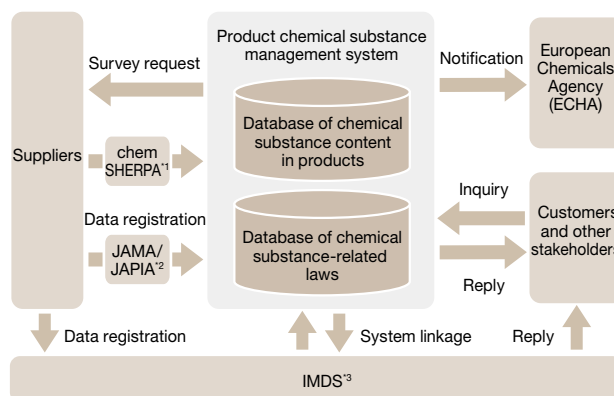 Product chemical substance
management system
Survey request
Notification
European
Chemicals
Agency
(ECHA)
Database of chemical
substance content
in products
Suppliers
chem
SHERPA*1
Inquiry
Data registration
Customers
and other
stakeholders
JAMA/
JAPIA*2
Database of chemical
substance-related
laws
Reply
Data registration
System linkage
Reply
IMDS*3